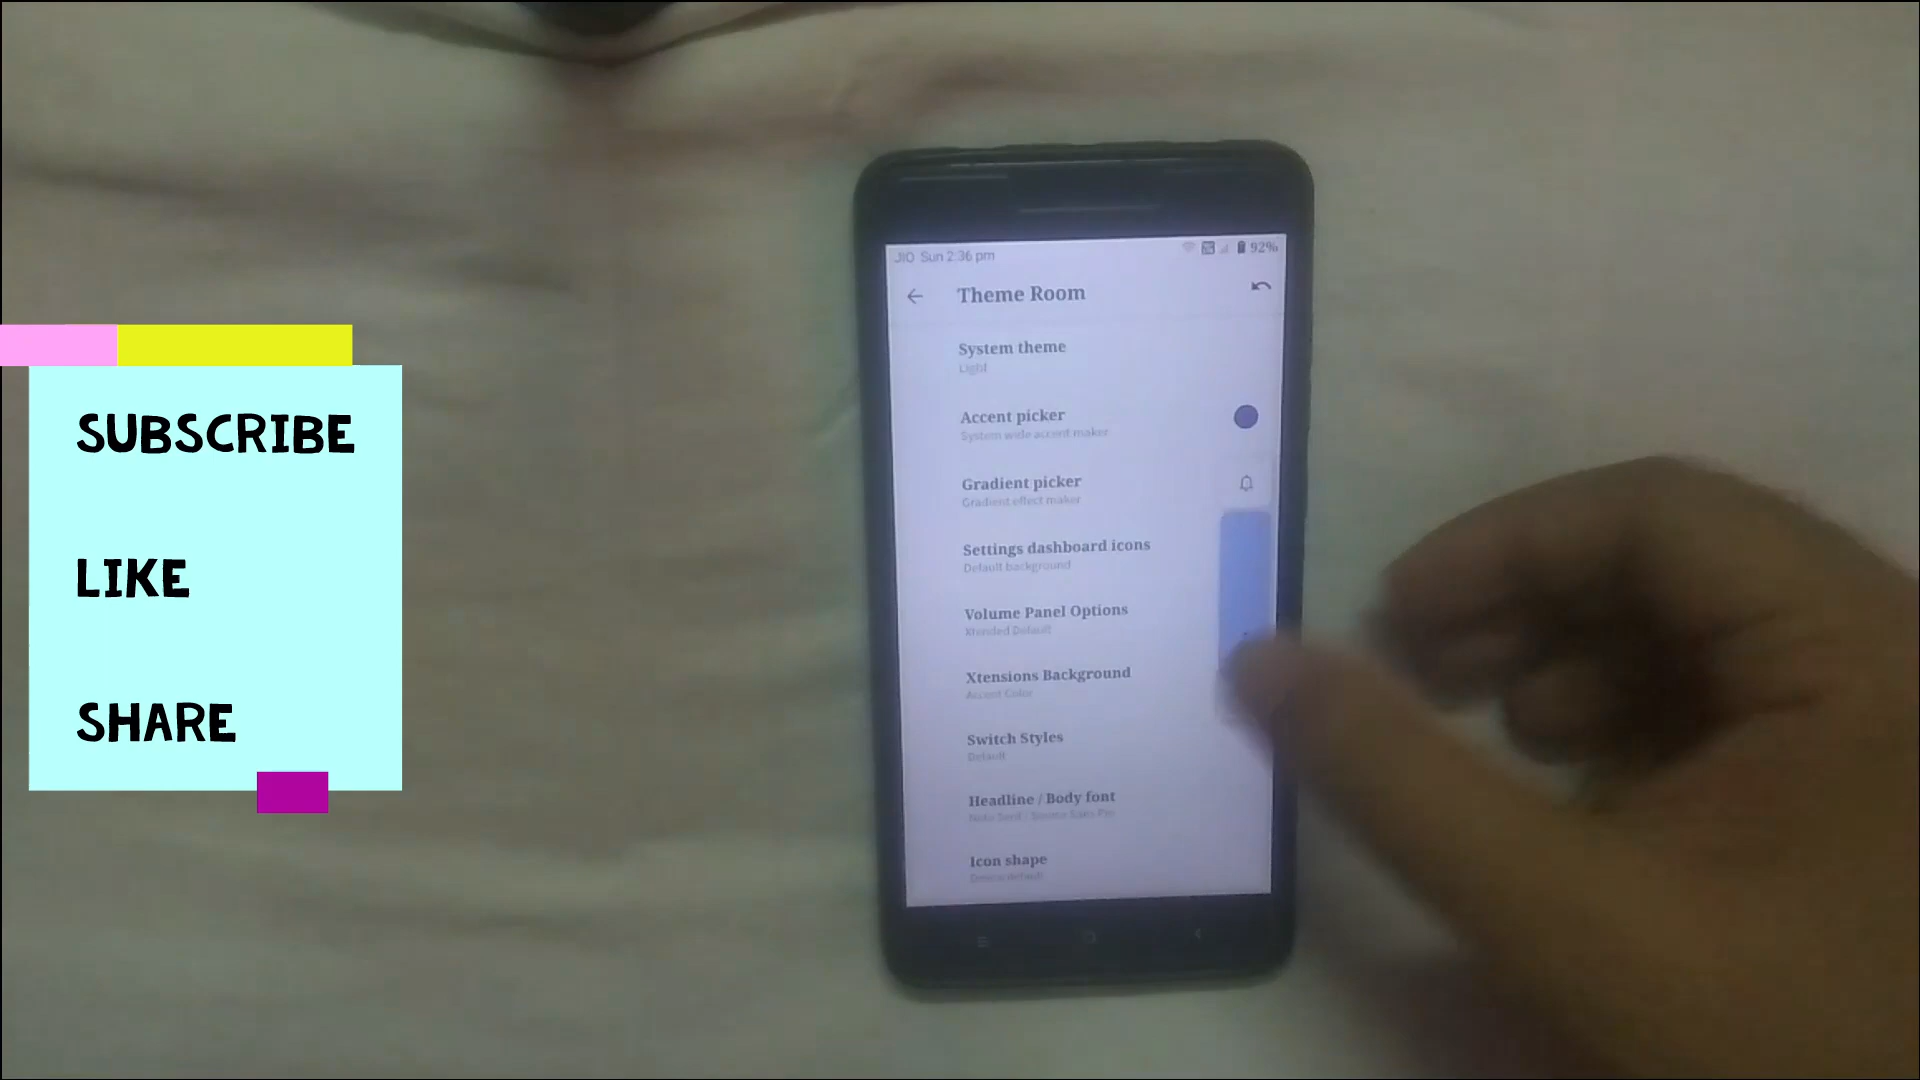 SUBSCRIBE
LIKE
SHARE
JIO Sun 2:36 pm
92%
Theme Room
System theme
Light
Accent picker
System wide accent maker
Gradient picker
Gradient effect maker
Settings dashboard icons
Default background
Volume Panel Options
Xtended Default
Xtensions Background
Accent Color
Switch Styles
Default
Headline / Body font
Noto Serif / Source Sans Pro
Icon shape
Device default